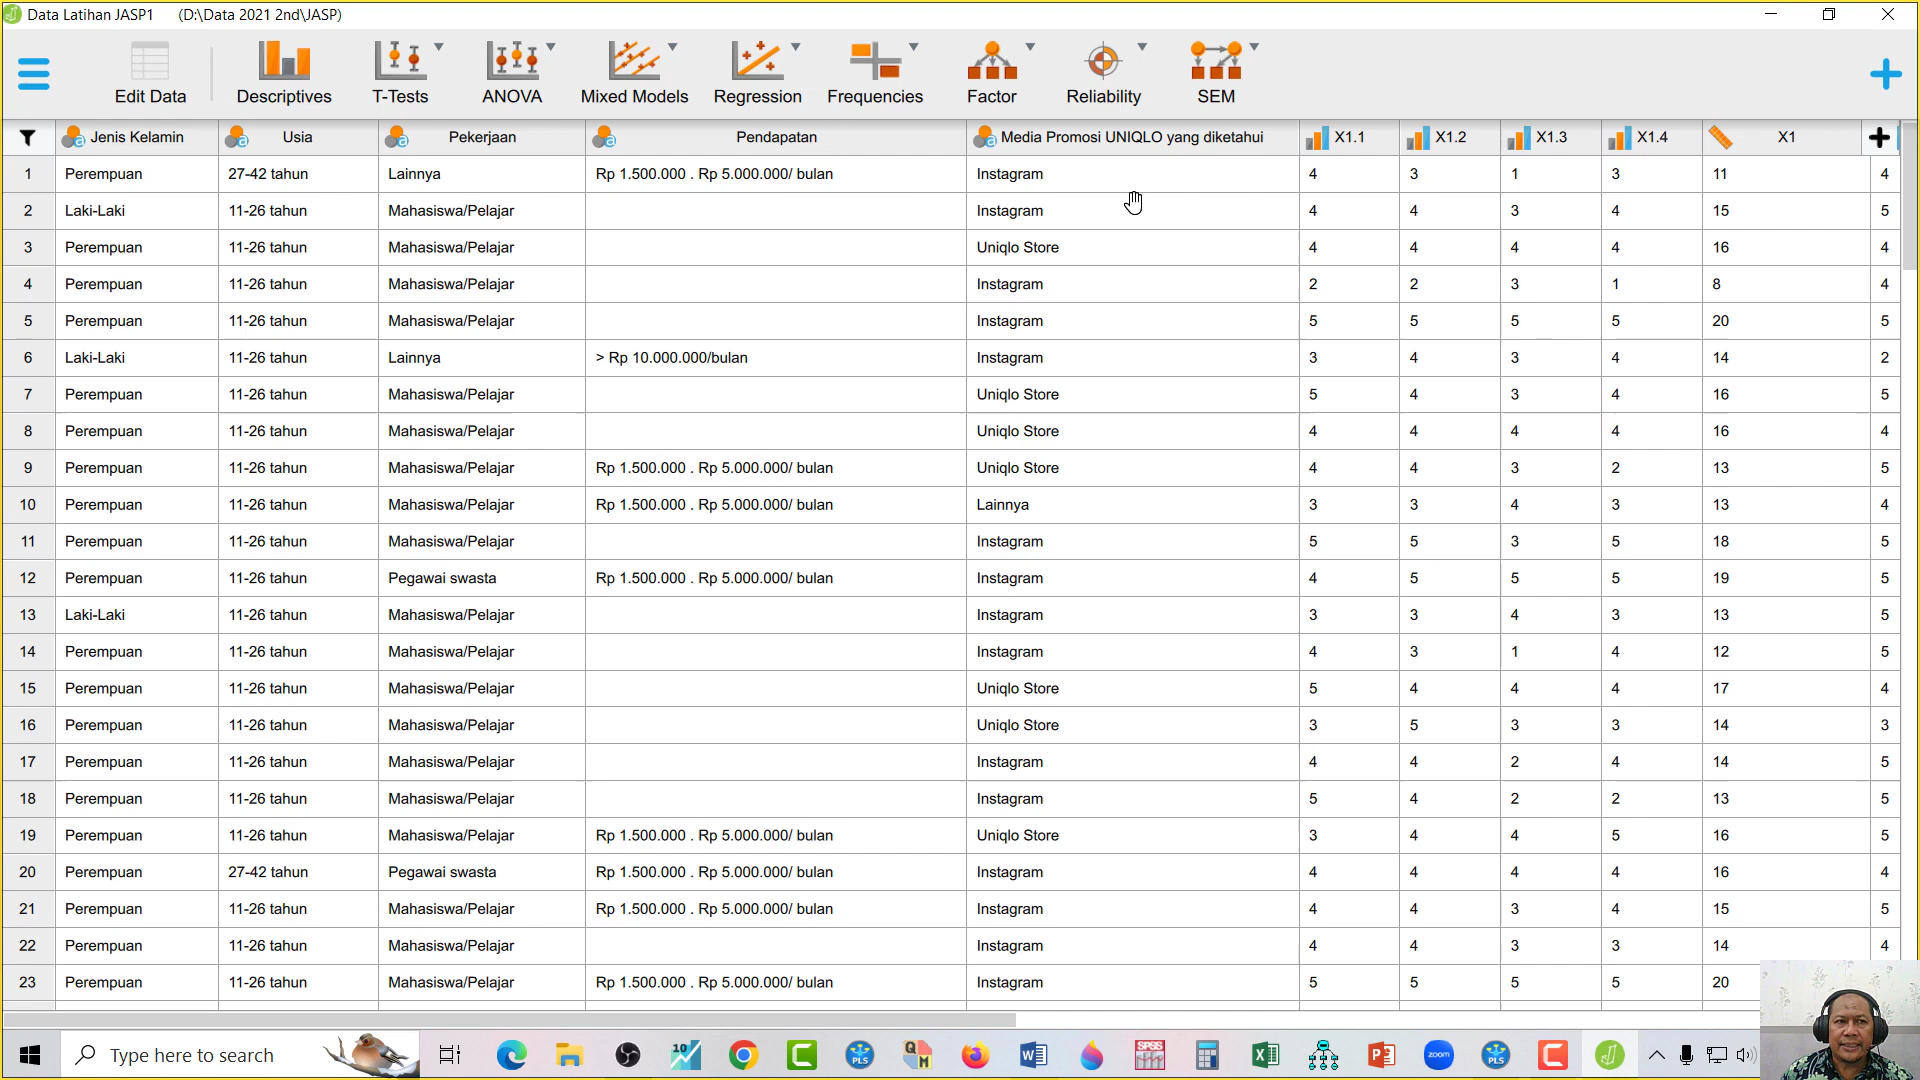 Data Latihan JASP1 (D:\Data 2021 2nd\JASP)
Edit Data Descriptives T-Tests ANOVA Mixed Models Regression Frequencies Factor Reliability SEM
Jenis Kelamin Usia Pekerjaan Pendapatan Media Promosi UNIQLO yang diketahui X1.1 X1.2 X1.3 X1.4 X1
1 Perempuan 27-42 tahun Lainnya Rp 1.500.000 . Rp 5.000.000/ bulan Instagram 4 3 1 3 11 4
2 Laki-Laki 11-26 tahun Mahasiswa/Pelajar Instagram 4 4 3 4 15 5
3 Perempuan 11-26 tahun Mahasiswa/Pelajar Uniqlo Store 4 4 4 4 16 4
4 Perempuan 11-26 tahun Mahasiswa/Pelajar Instagram 2 2 3 1 8 4
5 Perempuan 11-26 tahun Mahasiswa/Pelajar Instagram 5 5 5 5 20 5
6 Laki-Laki 11-26 tahun Lainnya > Rp 10.000.000/bulan Instagram 3 4 3 4 14 2
7 Perempuan 11-26 tahun Mahasiswa/Pelajar Uniqlo Store 5 4 3 4 16 5
8 Perempuan 11-26 tahun Mahasiswa/Pelajar Uniqlo Store 4 4 4 4 16 4
9 Perempuan 11-26 tahun Mahasiswa/Pelajar Rp 1.500.000 . Rp 5.000.000/ bulan Uniqlo Store 4 4 3 2 13 5
10 Perempuan 11-26 tahun Mahasiswa/Pelajar Rp 1.500.000 . Rp 5.000.000/ bulan Lainnya 3 3 4 3 13 4
11 Perempuan 11-26 tahun Mahasiswa/Pelajar Instagram 5 5 3 5 18 5
12 Perempuan 11-26 tahun Pegawai swasta Rp 1.500.000 . Rp 5.000.000/ bulan Instagram 4 5 5 5 19 5
13 Laki-Laki 11-26 tahun Mahasiswa/Pelajar Instagram 3 3 4 3 13 5
14 Perempuan 11-26 tahun Mahasiswa/Pelajar Instagram 4 3 1 4 12 5
15 Perempuan 11-26 tahun Mahasiswa/Pelajar Uniqlo Store 5 4 4 4 17 4
16 Perempuan 11-26 tahun Mahasiswa/Pelajar Uniqlo Store 3 5 3 3 14 3
17 Perempuan 11-26 tahun Mahasiswa/Pelajar Instagram 4 4 2 4 14 5
18 Perempuan 11-26 tahun Mahasiswa/Pelajar Instagram 5 4 2 2 13 5
19 Perempuan 11-26 tahun Mahasiswa/Pelajar Rp 1.500.000 . Rp 5.000.000/ bulan Uniqlo Store 3 4 4 5 16 5
20 Perempuan 27-42 tahun Pegawai swasta Rp 1.500.000 . Rp 5.000.000/ bulan Instagram 4 4 4 4 16 4
21 Perempuan 11-26 tahun Mahasiswa/Pelajar Rp 1.500.000 . Rp 5.000.000/ bulan Instagram 4 4 3 4 15 5
22 Perempuan 11-26 tahun Mahasiswa/Pelajar Instagram 4 4 3 3 14 4
23 Perempuan 11-26 tahun Mahasiswa/Pelajar Rp 1.500.000 . Rp 5.000.000/ bulan Instagram 5 5 5 5 20
Type here to search 10 PLS Q M SPSS zoom PLS